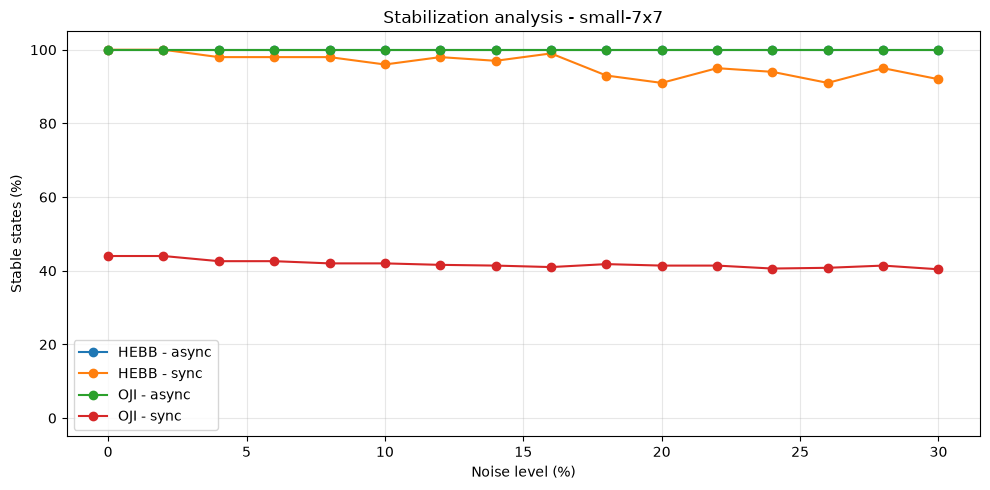 Stabilization analysis - small-7x7
Stable states (%)
100
80
60
40
20
0
HEBB - async
HEBB - sync
OJI - async
OJI - sync
0 5 10 15 20 25 30
Noise level (%)